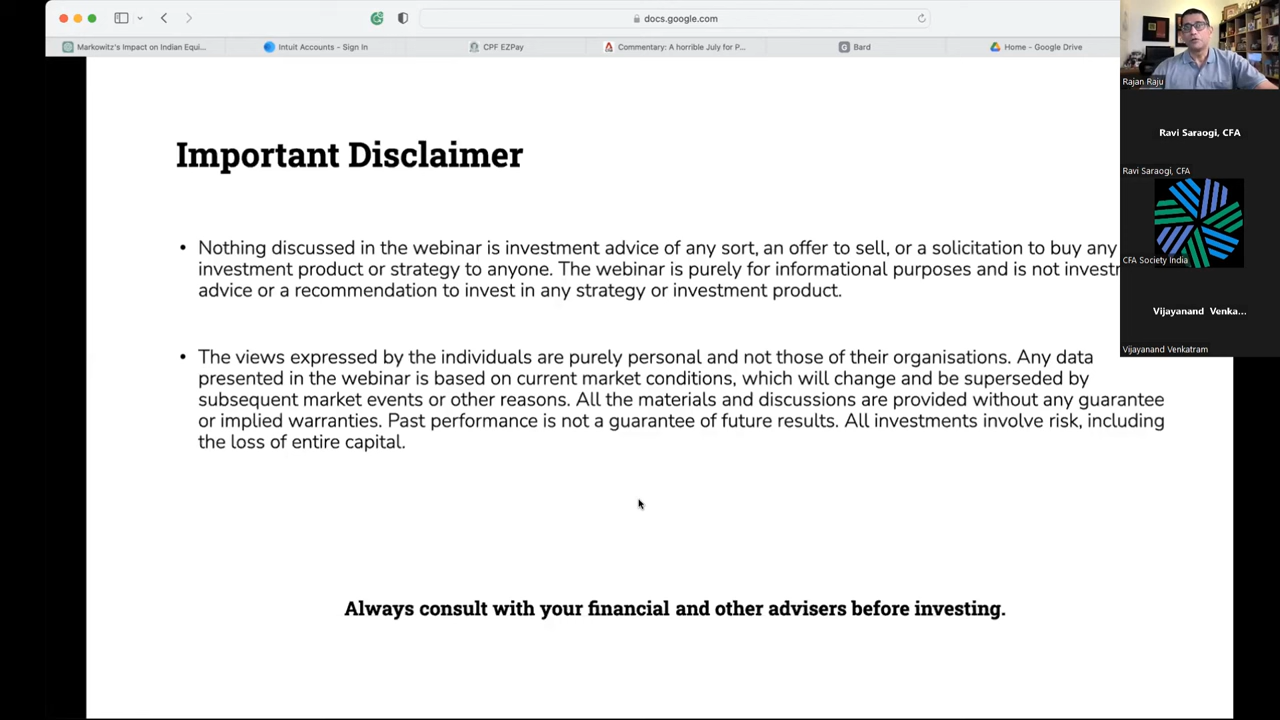 docs.google.com
Markowitz's Impact on Indian Equi...
Intuit Accounts - Sign In
CPF EZPay
Commentary: A horrible July for P...
Bard
Home - Google Drive
Rajan Raju
Ravi Saraogi, CFA
Ravi Saraogi, CFA
CFA Society India
Vijayanand Venka...
Vijayanand Venkatram
Important Disclaimer
• Nothing discussed in the webinar is investment advice of any sort, an offer to sell, or a solicitation to buy any
investment product or strategy to anyone. The webinar is purely for informational purposes and is not investr
advice or a recommendation to invest in any strategy or investment product.
• The views expressed by the individuals are purely personal and not those of their organisations. Any data
presented in the webinar is based on current market conditions, which will change and be superseded by
subsequent market events or other reasons. All the materials and discussions are provided without any guarantee
or implied warranties. Past performance is not a guarantee of future results. All investments involve risk, including
the loss of entire capital.
Always consult with your financial and other advisers before investing.